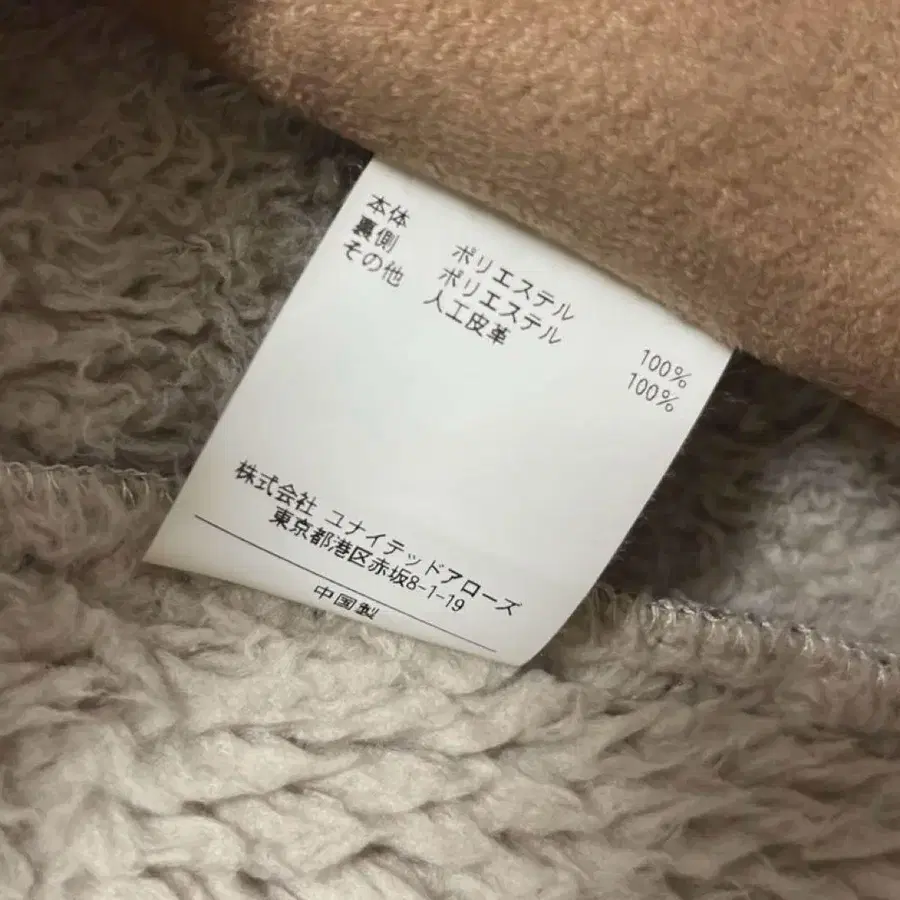 本体 ポリエステル 100%
裏側 ポリエステル 100%
その他 人工皮革
株式会社 ユナイテッドアローズ
東京都港区赤坂8-1-19
中国製